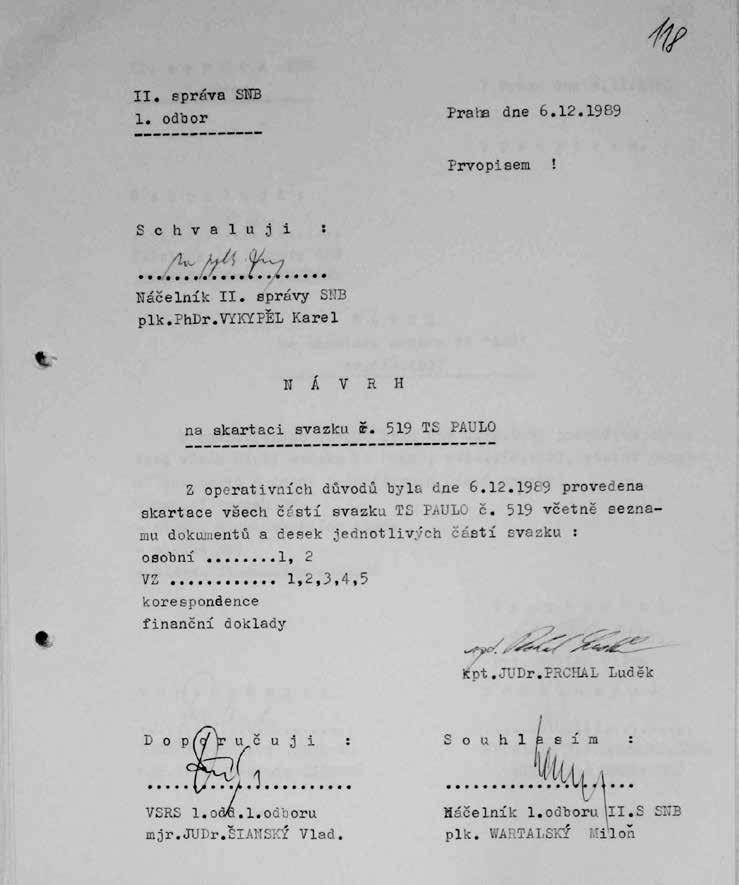 118
II. správa SNB
1. odbor
Praha dne 6.12.1989
Prvopisem !
S c h v a l u j i :
Náčelník II. správy SNB
plk.PhDr.VYKYPĚL Karel
N Á V R H
na skartaci svazku č. 519 TS PAULO
Z operativních důvodů byla dne 6.12.1989 provedena
skartace všech částí svazku TS PAULO č. 519 včetně sezna-
mu dokumentů a desek jednotlivých částí svazku :
osobní ........1, 2
VZ ............ 1,2,3,4,5
korespondence
finanční doklady
Kpt.JUDr.PRCHAL Luděk
D o p o r u č u j i :
VSRS 1.odd.1.odboru
mjr.JUDr.ŠIANSKÝ Vlad.
S o u h l a s í m :
Náčelník 1.odboru II.S SNB
plk. WARTALSKÝ Miloň